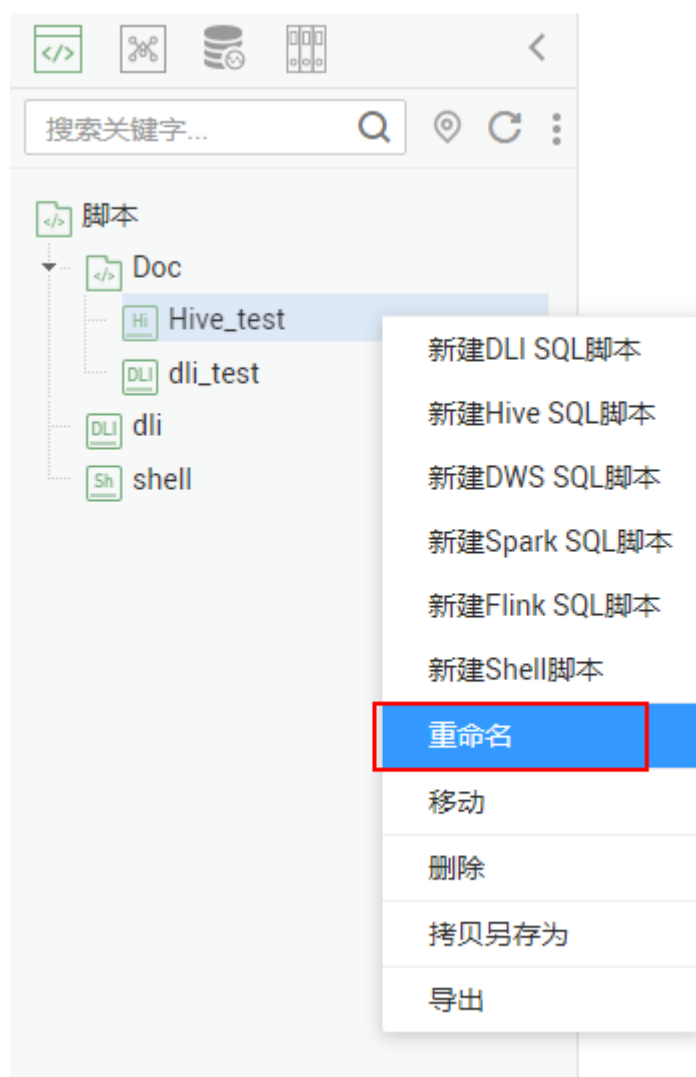 </>
搜索关键字...
</> 脚本
</> Doc
Hi Hive_test
DLI dli_test
DLI dli
Sh shell
新建DLI SQL脚本
新建Hive SQL脚本
新建DWS SQL脚本
新建Spark SQL脚本
新建Flink SQL脚本
新建Shell脚本
重命名
移动
删除
拷贝另存为
导出